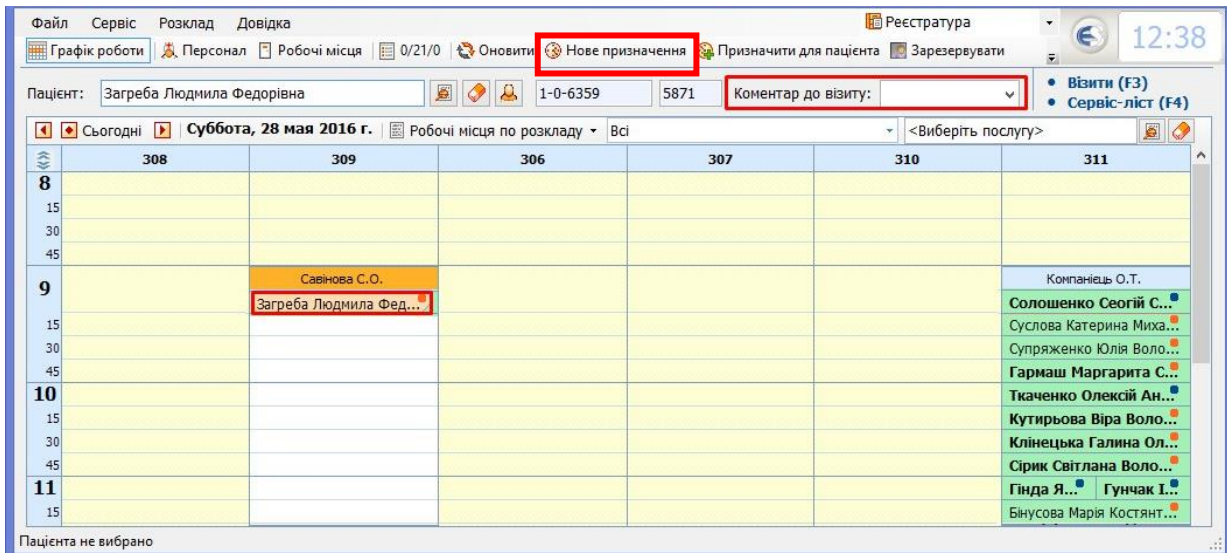 Файл Сервіс Розклад Довідка Реєстратура
12:38
Графік роботи Персонал Робочі місця 0/21/0 Оновити Нове призначення Призначити для пацієнта Зарезервувати
Пацієнт: Загреба Людмила Федорівна 1-0-6359 5871 Коментар до візиту:
• Візити (F3)
• Сервіс-ліст (F4)
Сьогодні Суббота, 28 мая 2016 г. Робочі місця по розкладу Всі <Виберіть послугу>
308 309 306 307 310 311
8
15
30
45
9 Савінова С.О. Компанієць О.Т.
Загреба Людмила Фед... Солошенко Сеогій С...
15 Суслова Катерина Миха...
30 Супряженко Юлія Воло...
45 Гармаш Маргарита С...
10 Ткаченко Олексій Ан...
15 Кутирьова Віра Воло...
30 Клінецька Галина Ол...
45 Сірик Світлана Воло...
11 Гінда Я... Гунчак І...
15 Бінусова Марія Костянт...
Пацієнта не вибрано